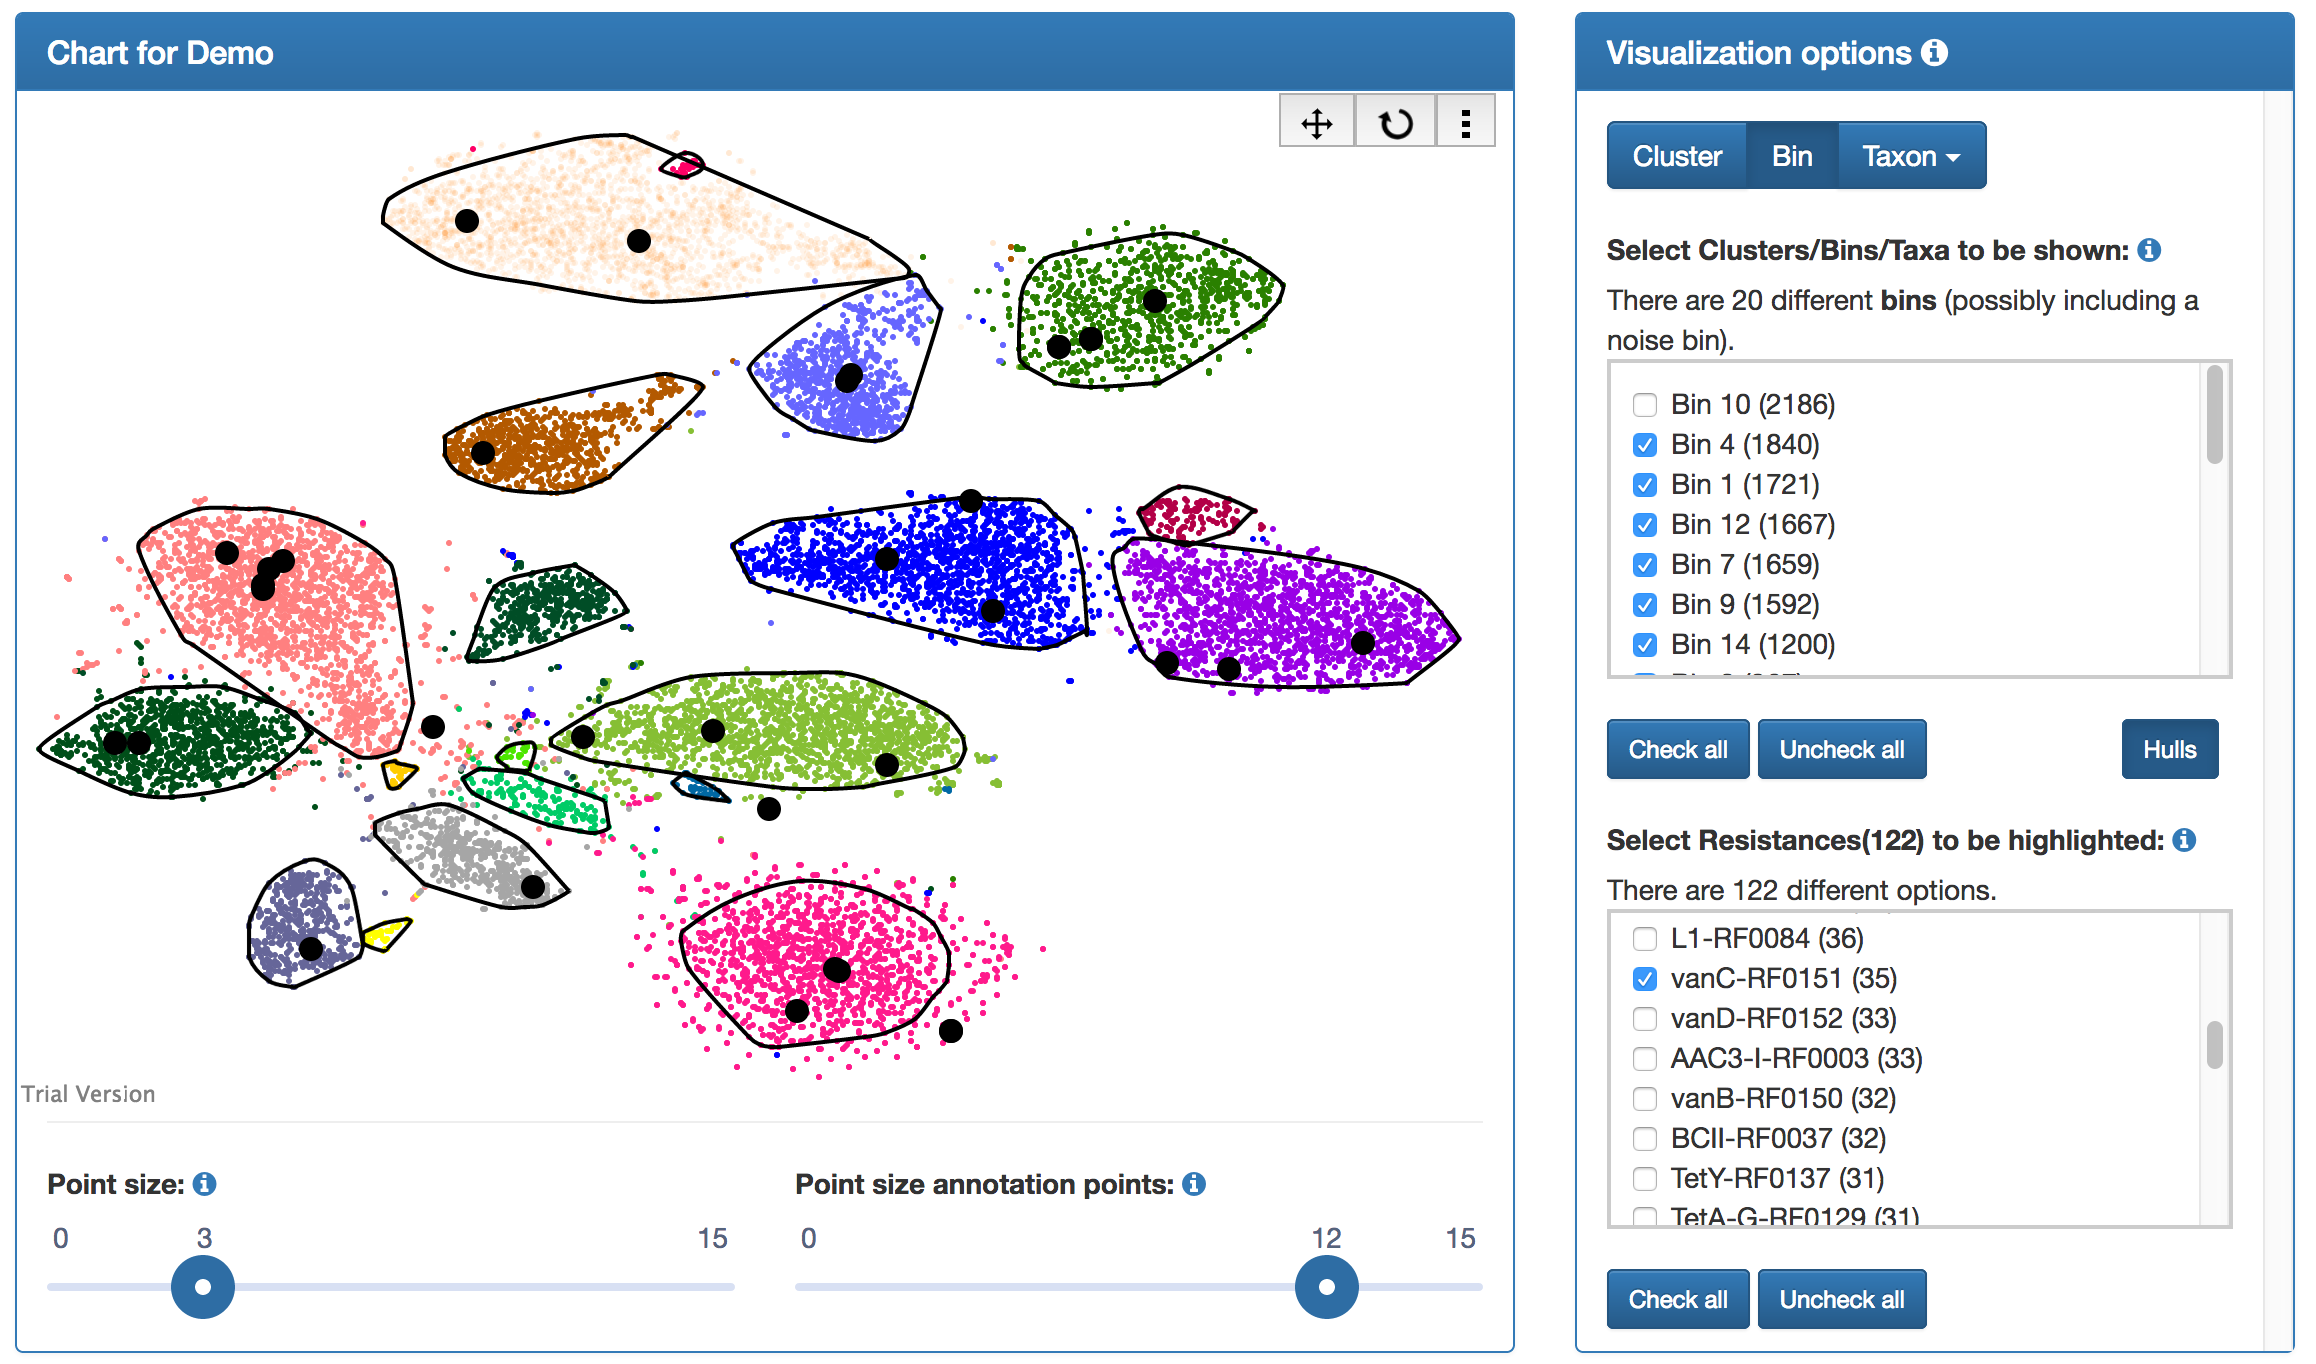 Chart for Demo
Trial Version
Point size:
0 3 15
Point size annotation points:
0 12 15
Visualization options
Cluster Bin Taxon
Select Clusters/Bins/Taxa to be shown:
There are 20 different bins (possibly including a
noise bin).
Bin 10 (2186)
Bin 4 (1840)
Bin 1 (1721)
Bin 12 (1667)
Bin 7 (1659)
Bin 9 (1592)
Bin 14 (1200)
Check all Uncheck all Hulls
Select Resistances(122) to be highlighted:
There are 122 different options.
L1-RF0084 (36)
vanC-RF0151 (35)
vanD-RF0152 (33)
AAC3-I-RF0003 (33)
vanB-RF0150 (32)
BCII-RF0037 (32)
TetY-RF0137 (31)
TetA-G-RF0129 (31)
Check all Uncheck all